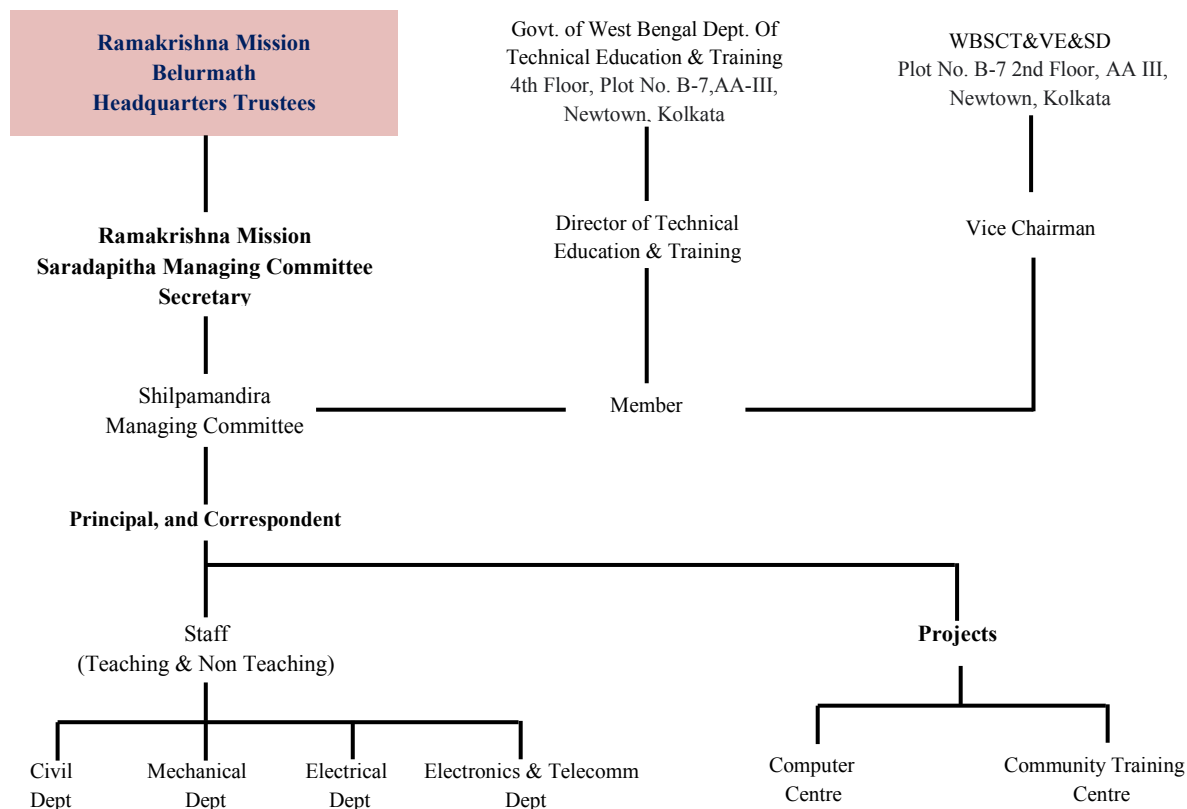 Ramakrishna Mission
Belurmath
Headquarters Trustees
Govt. of West Bengal Dept. Of
Technical Education & Training
4th Floor, Plot No. B-7,AA-III,
Newtown, Kolkata
WBSCT&VE&SD
Plot No. B-7 2nd Floor, AA III,
Newtown, Kolkata
Ramakrishna Mission
Saradapitha Managing Committee
Secretary
Director of Technical
Education & Training
Vice Chairman
Shilpamandira
Managing Committee
Member
Principal, and Correspondent
Staff
(Teaching & Non Teaching)
Projects
Civil
Dept
Mechanical
Dept
Electrical
Dept
Electronics & Telecomm
Dept
Computer
Centre
Community Training
Centre